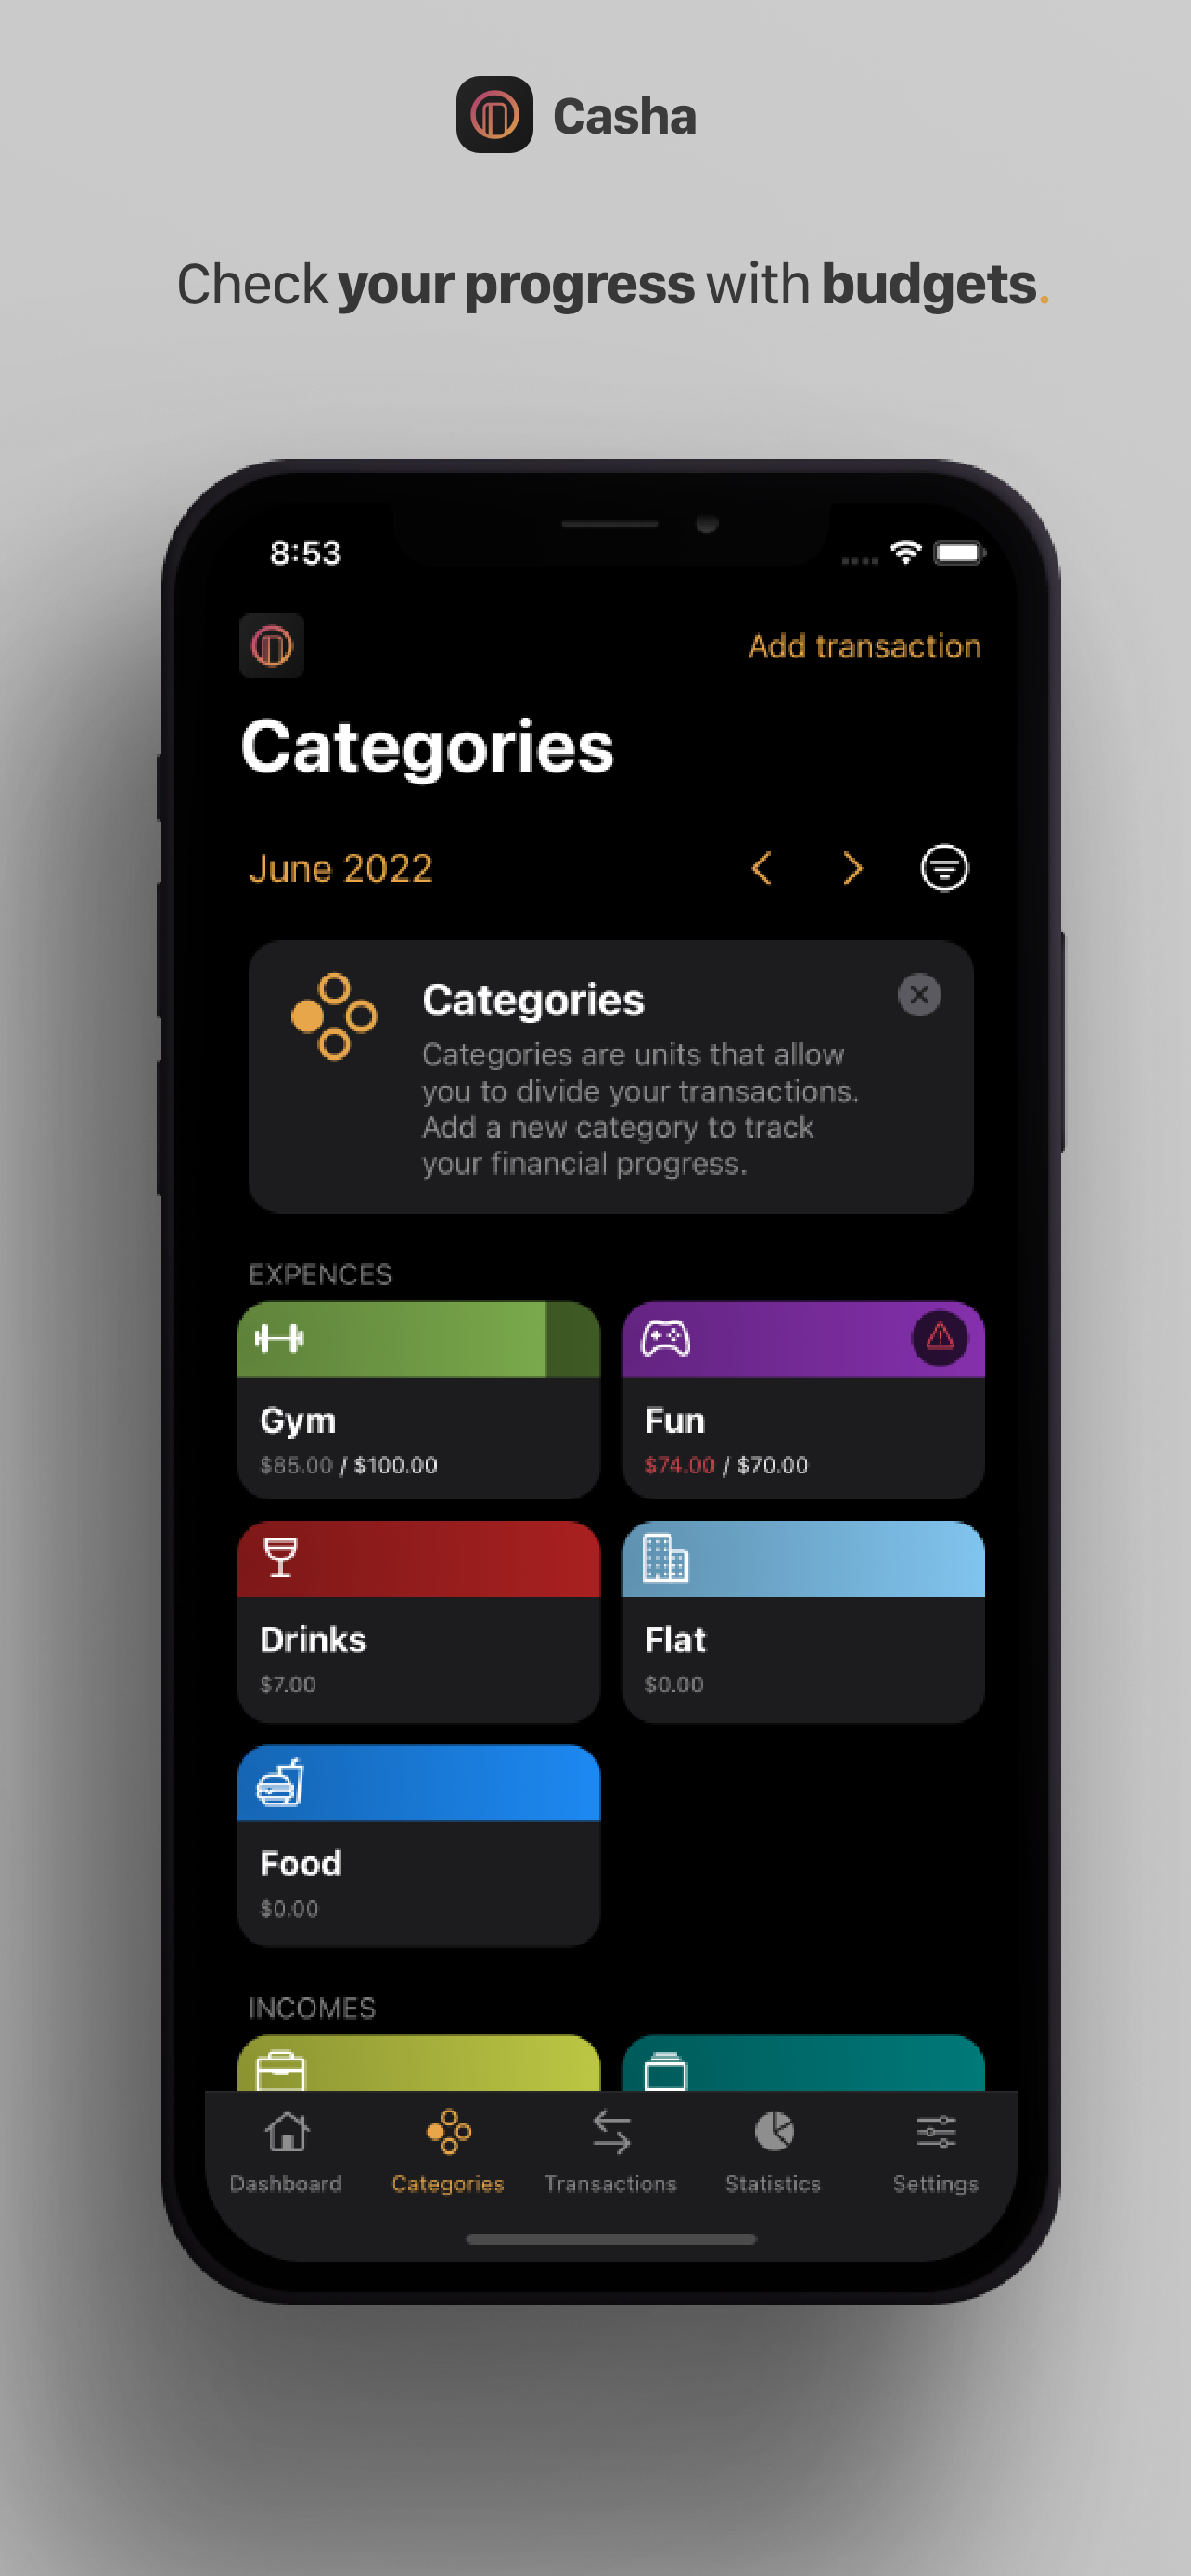 Casha
Check your progress with budgets.
8:53
Add transaction
Categories
June 2022
Categories
Categories are units that allow
you to divide your transactions.
Add a new category to track
your financial progress.
EXPENCES
Gym
$85.00 / $100.00
Fun
$74.00 / $70.00
Drinks
$7.00
Flat
$0.00
Food
$0.00
INCOMES
Dashboard
Categories
Transactions
Statistics
Settings